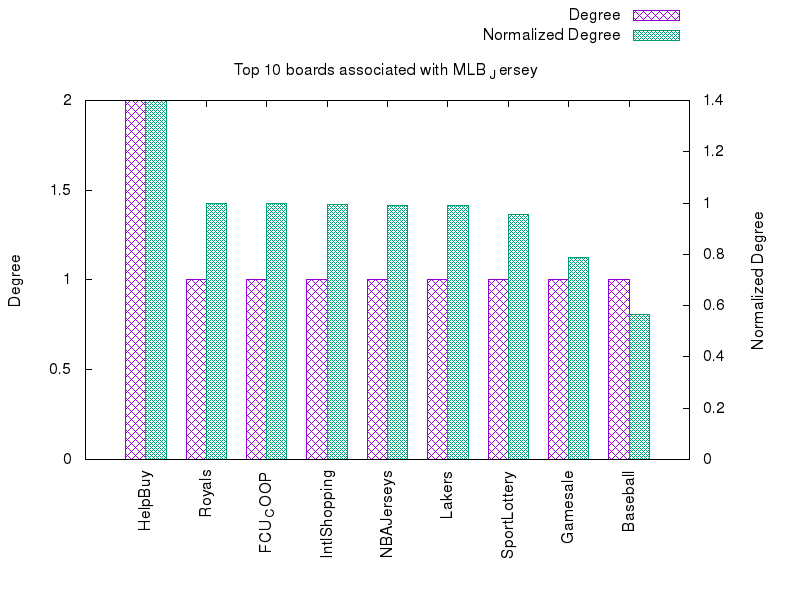 Degree
Normalized Degree
Top 10 boards associated with MLB_Jersey
2
1.5
1
0.5
0
Degree
1.4
1.2
1
0.8
0.6
0.4
0.2
0
Normalized Degree
HelpBuy
Royals
FCU_COOP
IntlShopping
NBAJerseys
Lakers
SportLottery
Gamesale
Baseball